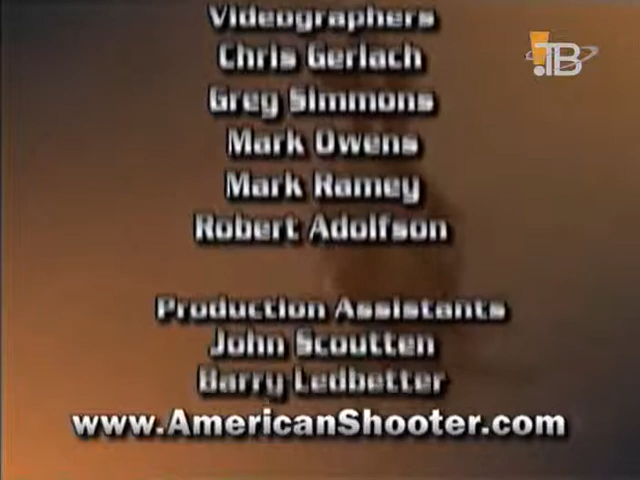 Videographers
Chris Gerlach
Greg Simmons
Mark Owens
Mark Ramey
Robert Adolfson
Production Assistants
John Scoutten
Barry Ledbetter
www.AmericanShooter.com
!TB